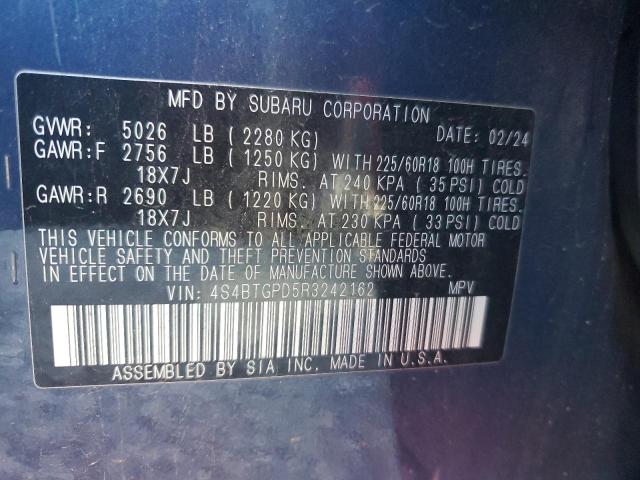 MFD BY SUBARU CORPORATION
GVWR: 5026 LB (2280 KG) DATE: 02/24
GAWR:F 2756 LB (1250 KG) WITH 225/60R18 100H TIRES.
18X7J RIMS. AT 240 KPA (35 PSI) COLD
GAWR:R 2690 LB (1220 KG) WITH 225/60R18 100H TIRES.
18X7J RIMS. AT 230 KPA (33 PSI) COLD
THIS VEHICLE CONFORMS TO ALL APPLICABLE FEDERAL MOTOR
VEHICLE SAFETY AND THEFT PREVENTION STANDARDS
IN EFFECT ON THE DATE OF MANUFACTURE SHOWN ABOVE.
VIN: 4S4BTGPD5R3242162 MPV
ASSEMBLED BY SIA, INC. MADE IN U.S.A.